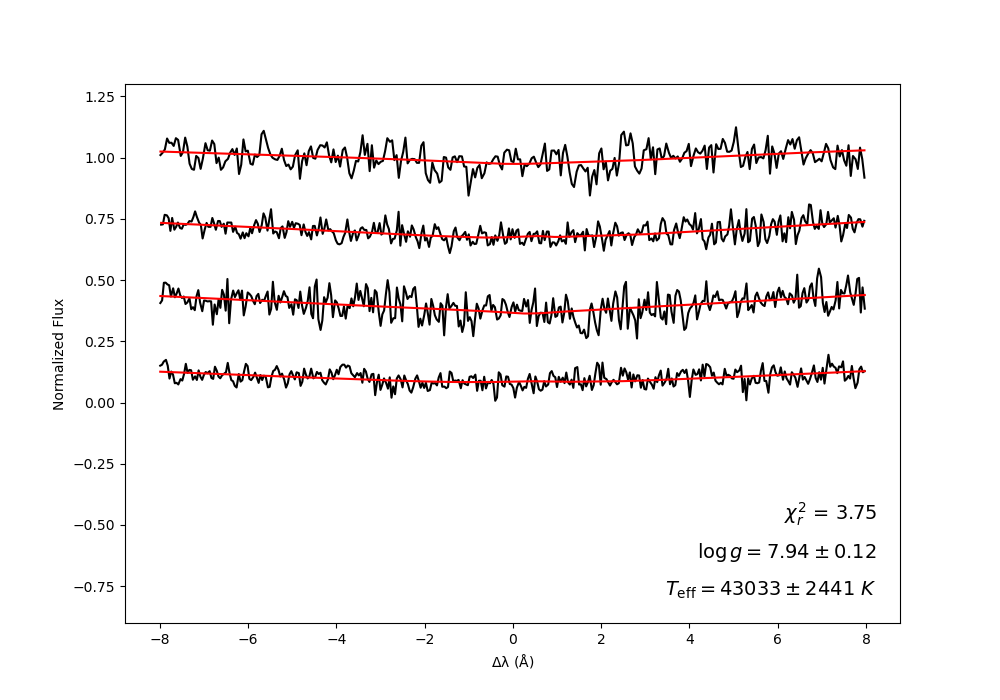 1.25
1.00
0.75
0.50
0.25
0.00
−0.25
−0.50
−0.75
Normalized Flux
χ²ᵣ = 3.75
log g = 7.94 ± 0.12
T_eff = 43033 ± 2441 K
−8 −6 −4 −2 0 2 4 6 8
Δλ (Å)